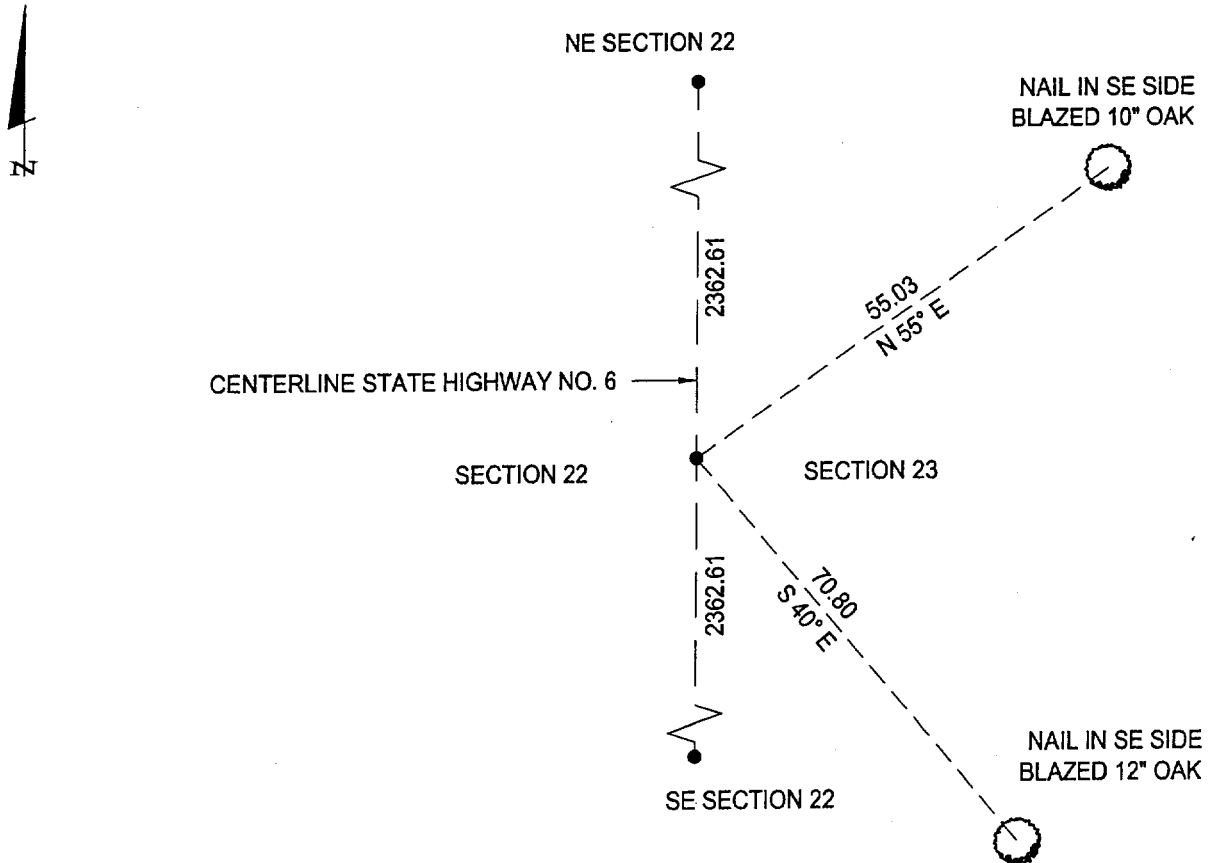 NE SECTION 22
NAIL IN SE SIDE
BLAZED 10" OAK
N
2362.61
55.03
N 55° E
CENTERLINE STATE HIGHWAY NO. 6
SECTION 22
SECTION 23
2362.61
70.80
S 40° E
NAIL IN SE SIDE
BLAZED 12" OAK
SE SECTION 22